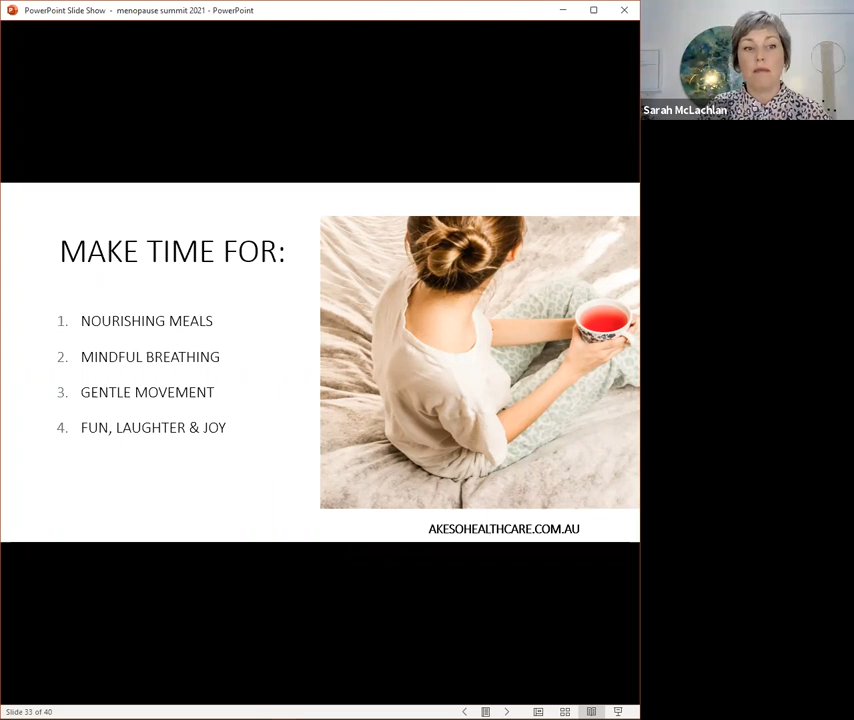 PowerPoint Slide Show - menopause summit 2021 - PowerPoint
Sarah McLachlan
MAKE TIME FOR:
1. NOURISHING MEALS
2. MINDFUL BREATHING
3. GENTLE MOVEMENT
4. FUN, LAUGHTER & JOY
AKESOHEALTHCARE.COM.AU
Slide 33 of 40